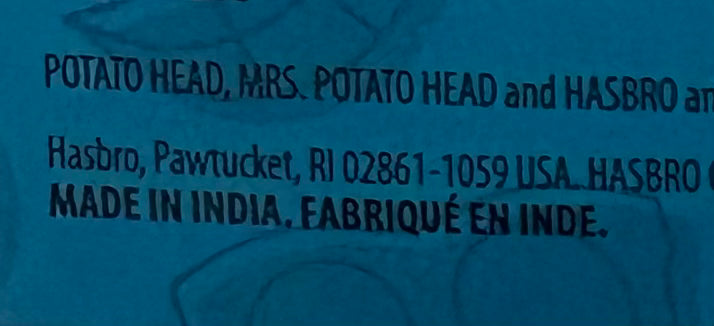 POTATO HEAD, MRS. POTATO HEAD and HASBRO
Hasbro, Pawtucket, RI 02861-1059 USA. HASBRO
MADE IN INDIA. FABRIQUÉ EN INDE.